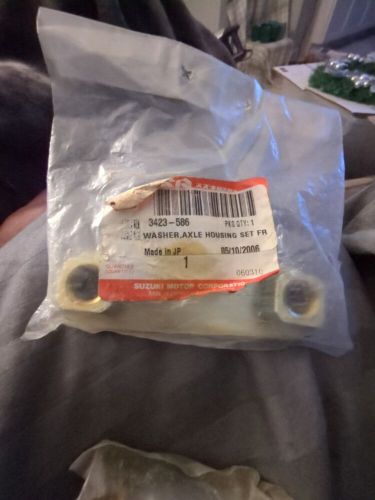 3423-586 PKG QTY: 1
WASHER,AXLE HOUSING SET FR
Made in JP 05/10/2006
1
060310
SUZUKI MOTOR CORPORATIO